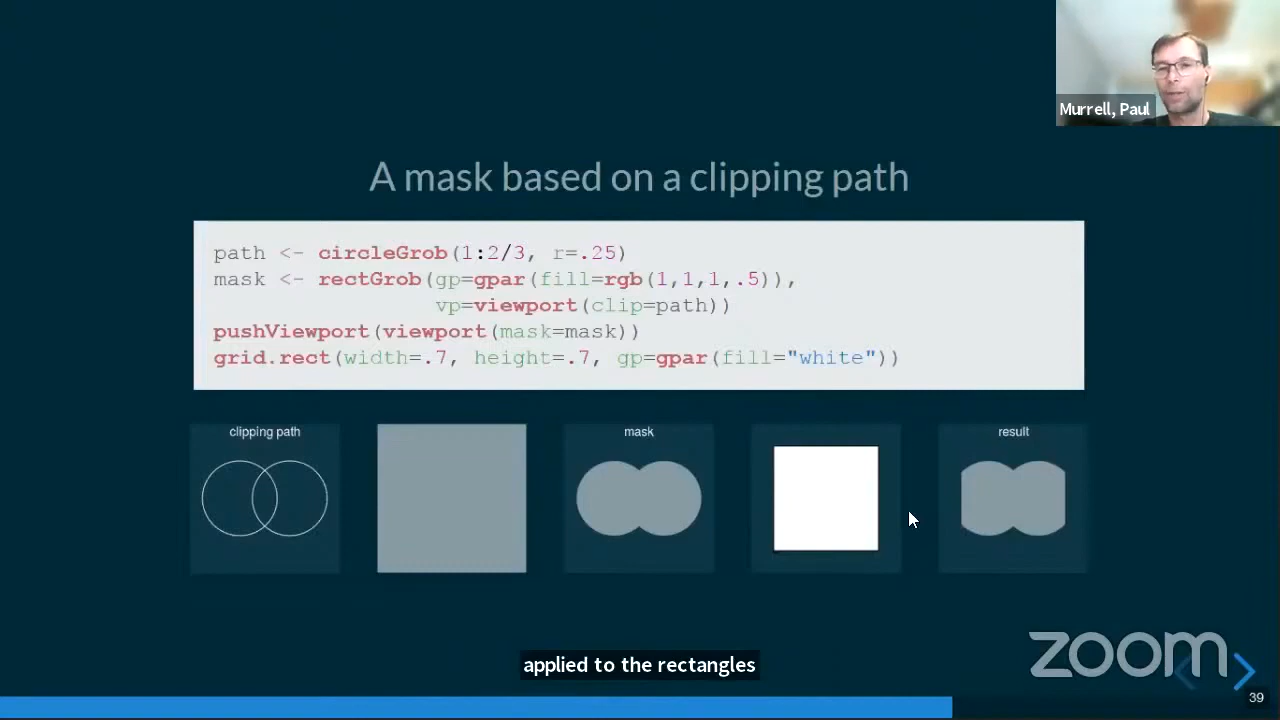 Murrell, Paul
A mask based on a clipping path
path <- circleGrob(1:2/3, r=.25)
mask <- rectGrob(gp=gpar(fill=rgb(1,1,1,.5)),
vp=viewport(clip=path))
pushViewport(viewport(mask=mask))
grid.rect(width=.7, height=.7, gp=gpar(fill="white"))
clipping path
mask
result
applied to the rectangles
zoom
39